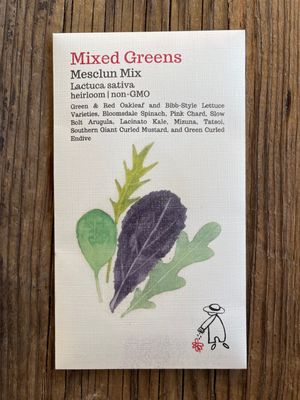 Mixed Greens
Mesclun Mix
Lactuca sativa
heirloom | non-GMO
Green & Red Oakleaf and Bibb-Style Lettuce
Varieties, Bloomsdale Spinach, Pink Chard, Slow
Bolt Arugula, Lacinato Kale, Mizuna, Tatsoi,
Southern Giant Curled Mustard, and Green Curled
Endive